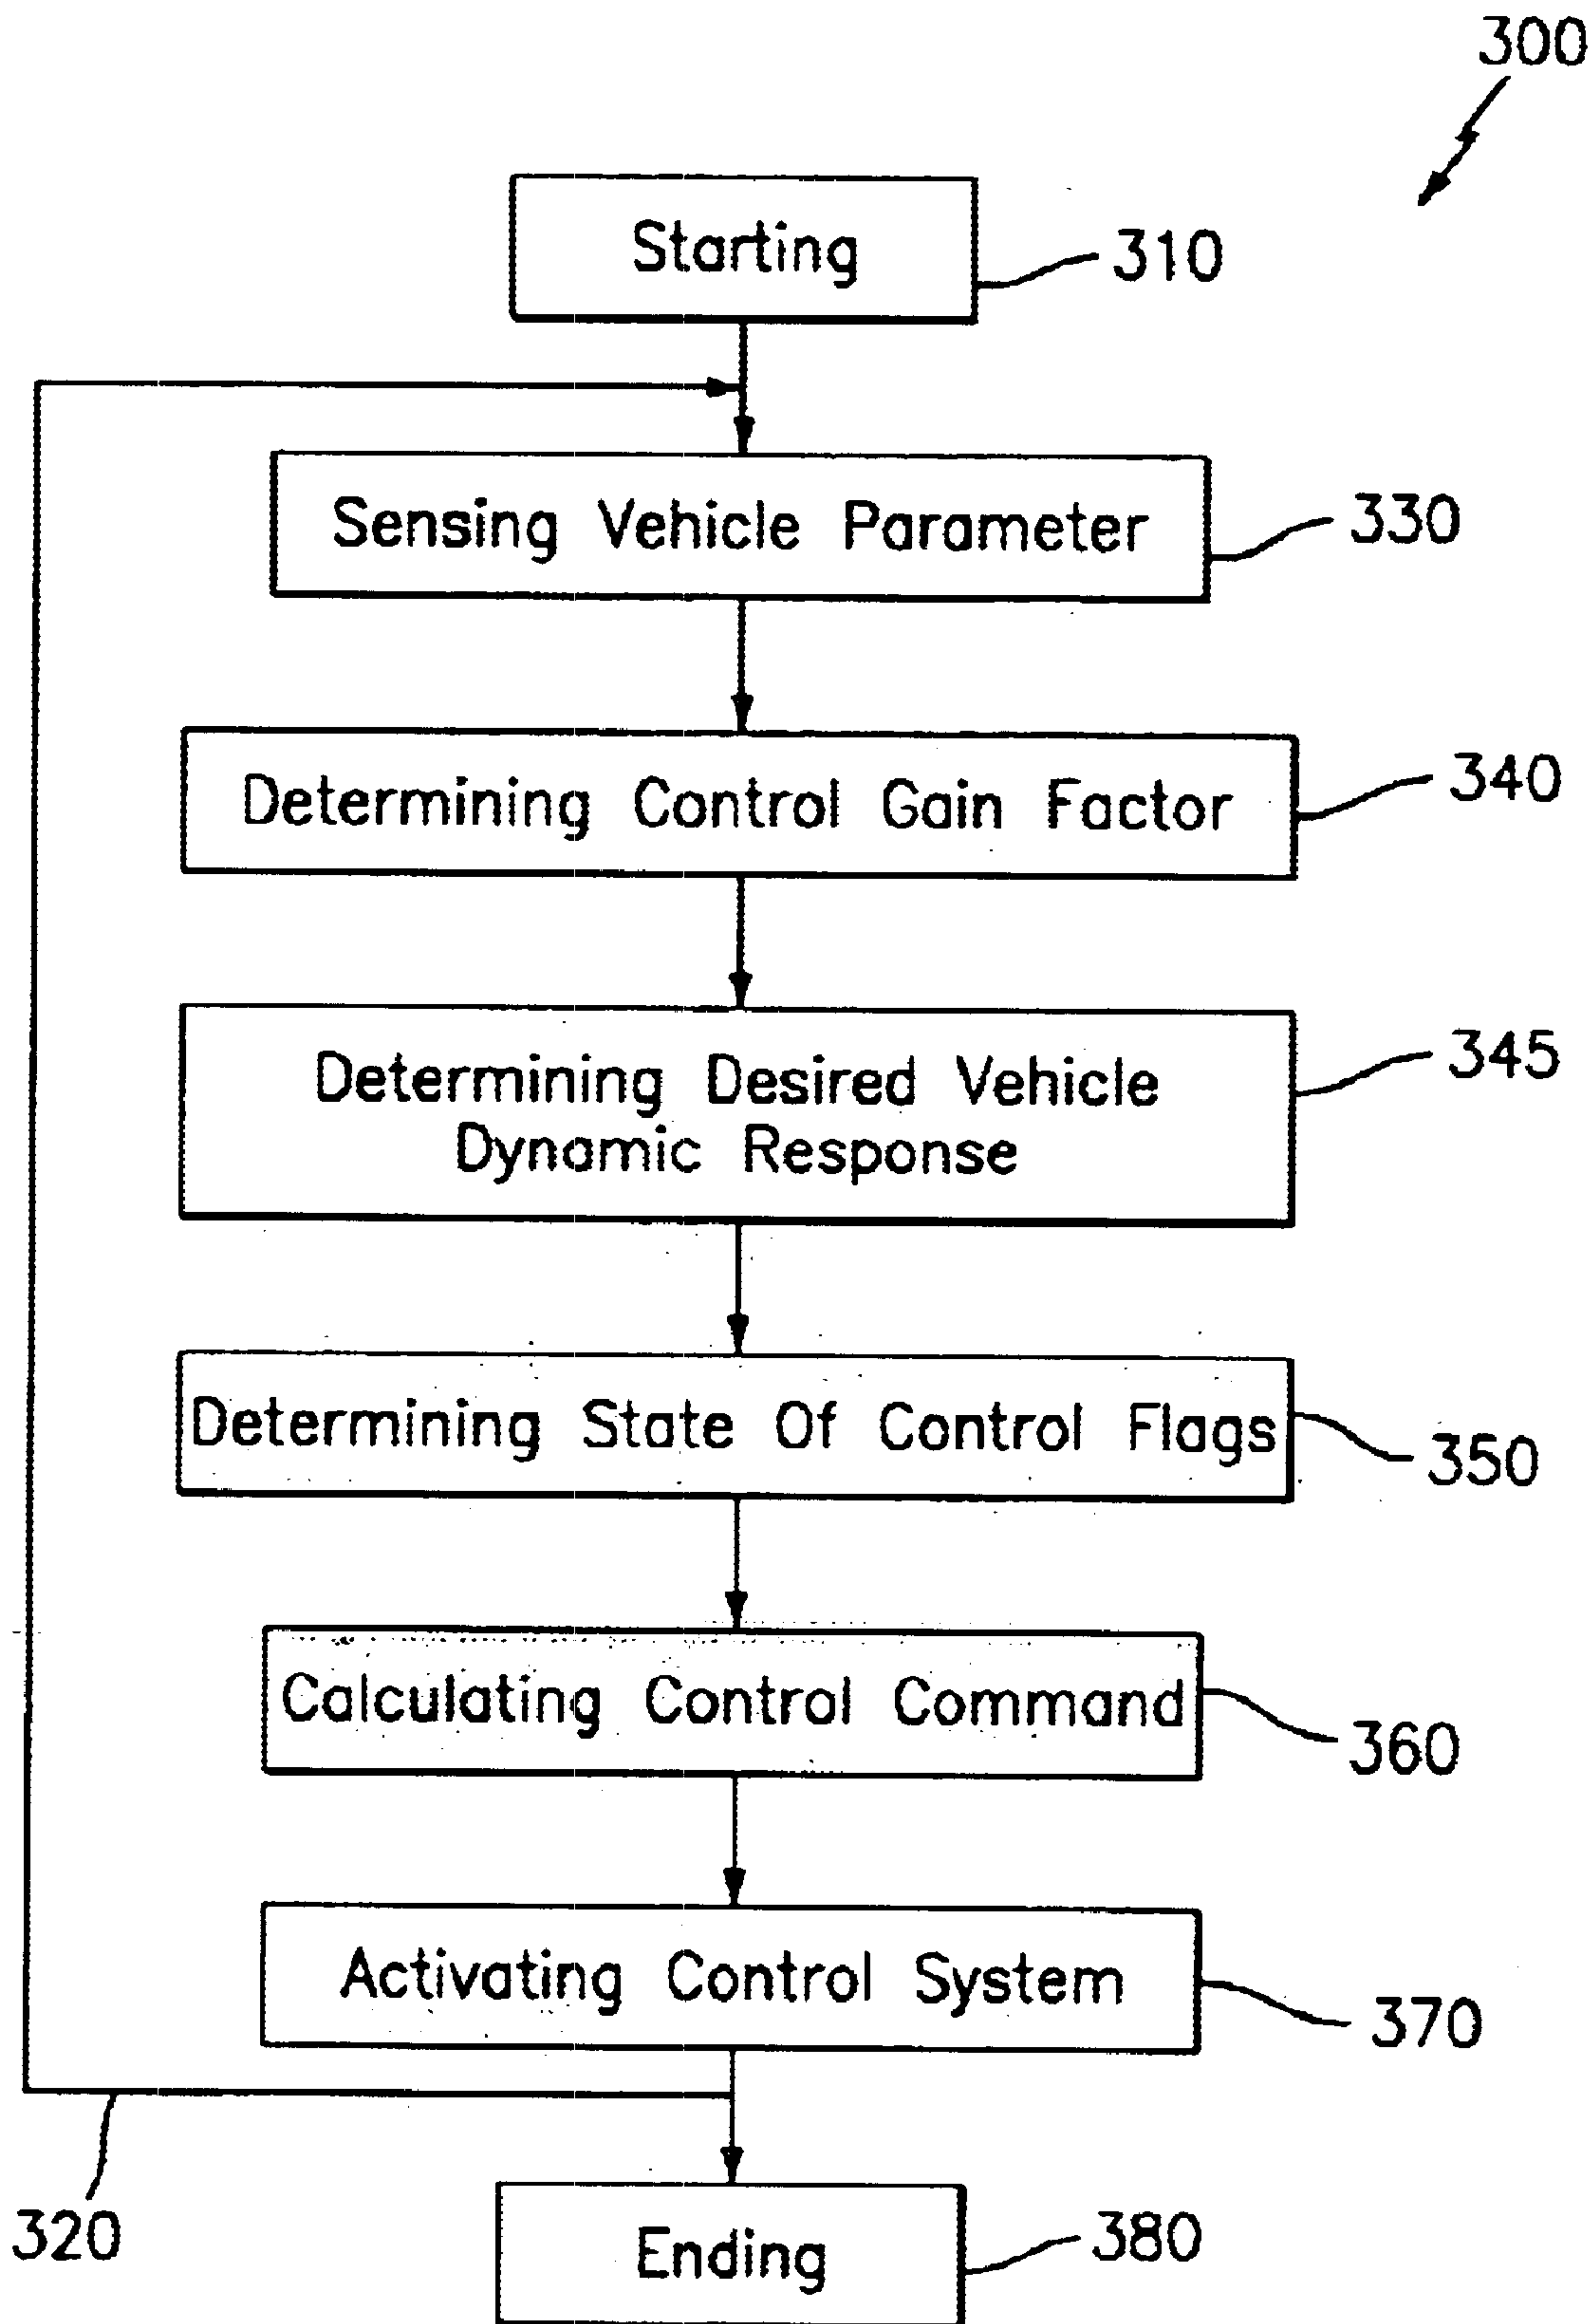 300
Starting
310
Sensing Vehicle Parameter
330
Determining Control Gain Factor
340
Determining Desired Vehicle
Dynamic Response
345
Determining State Of Control Flags
350
Calculating Control Command
360
Activating Control System
370
320
Ending
380